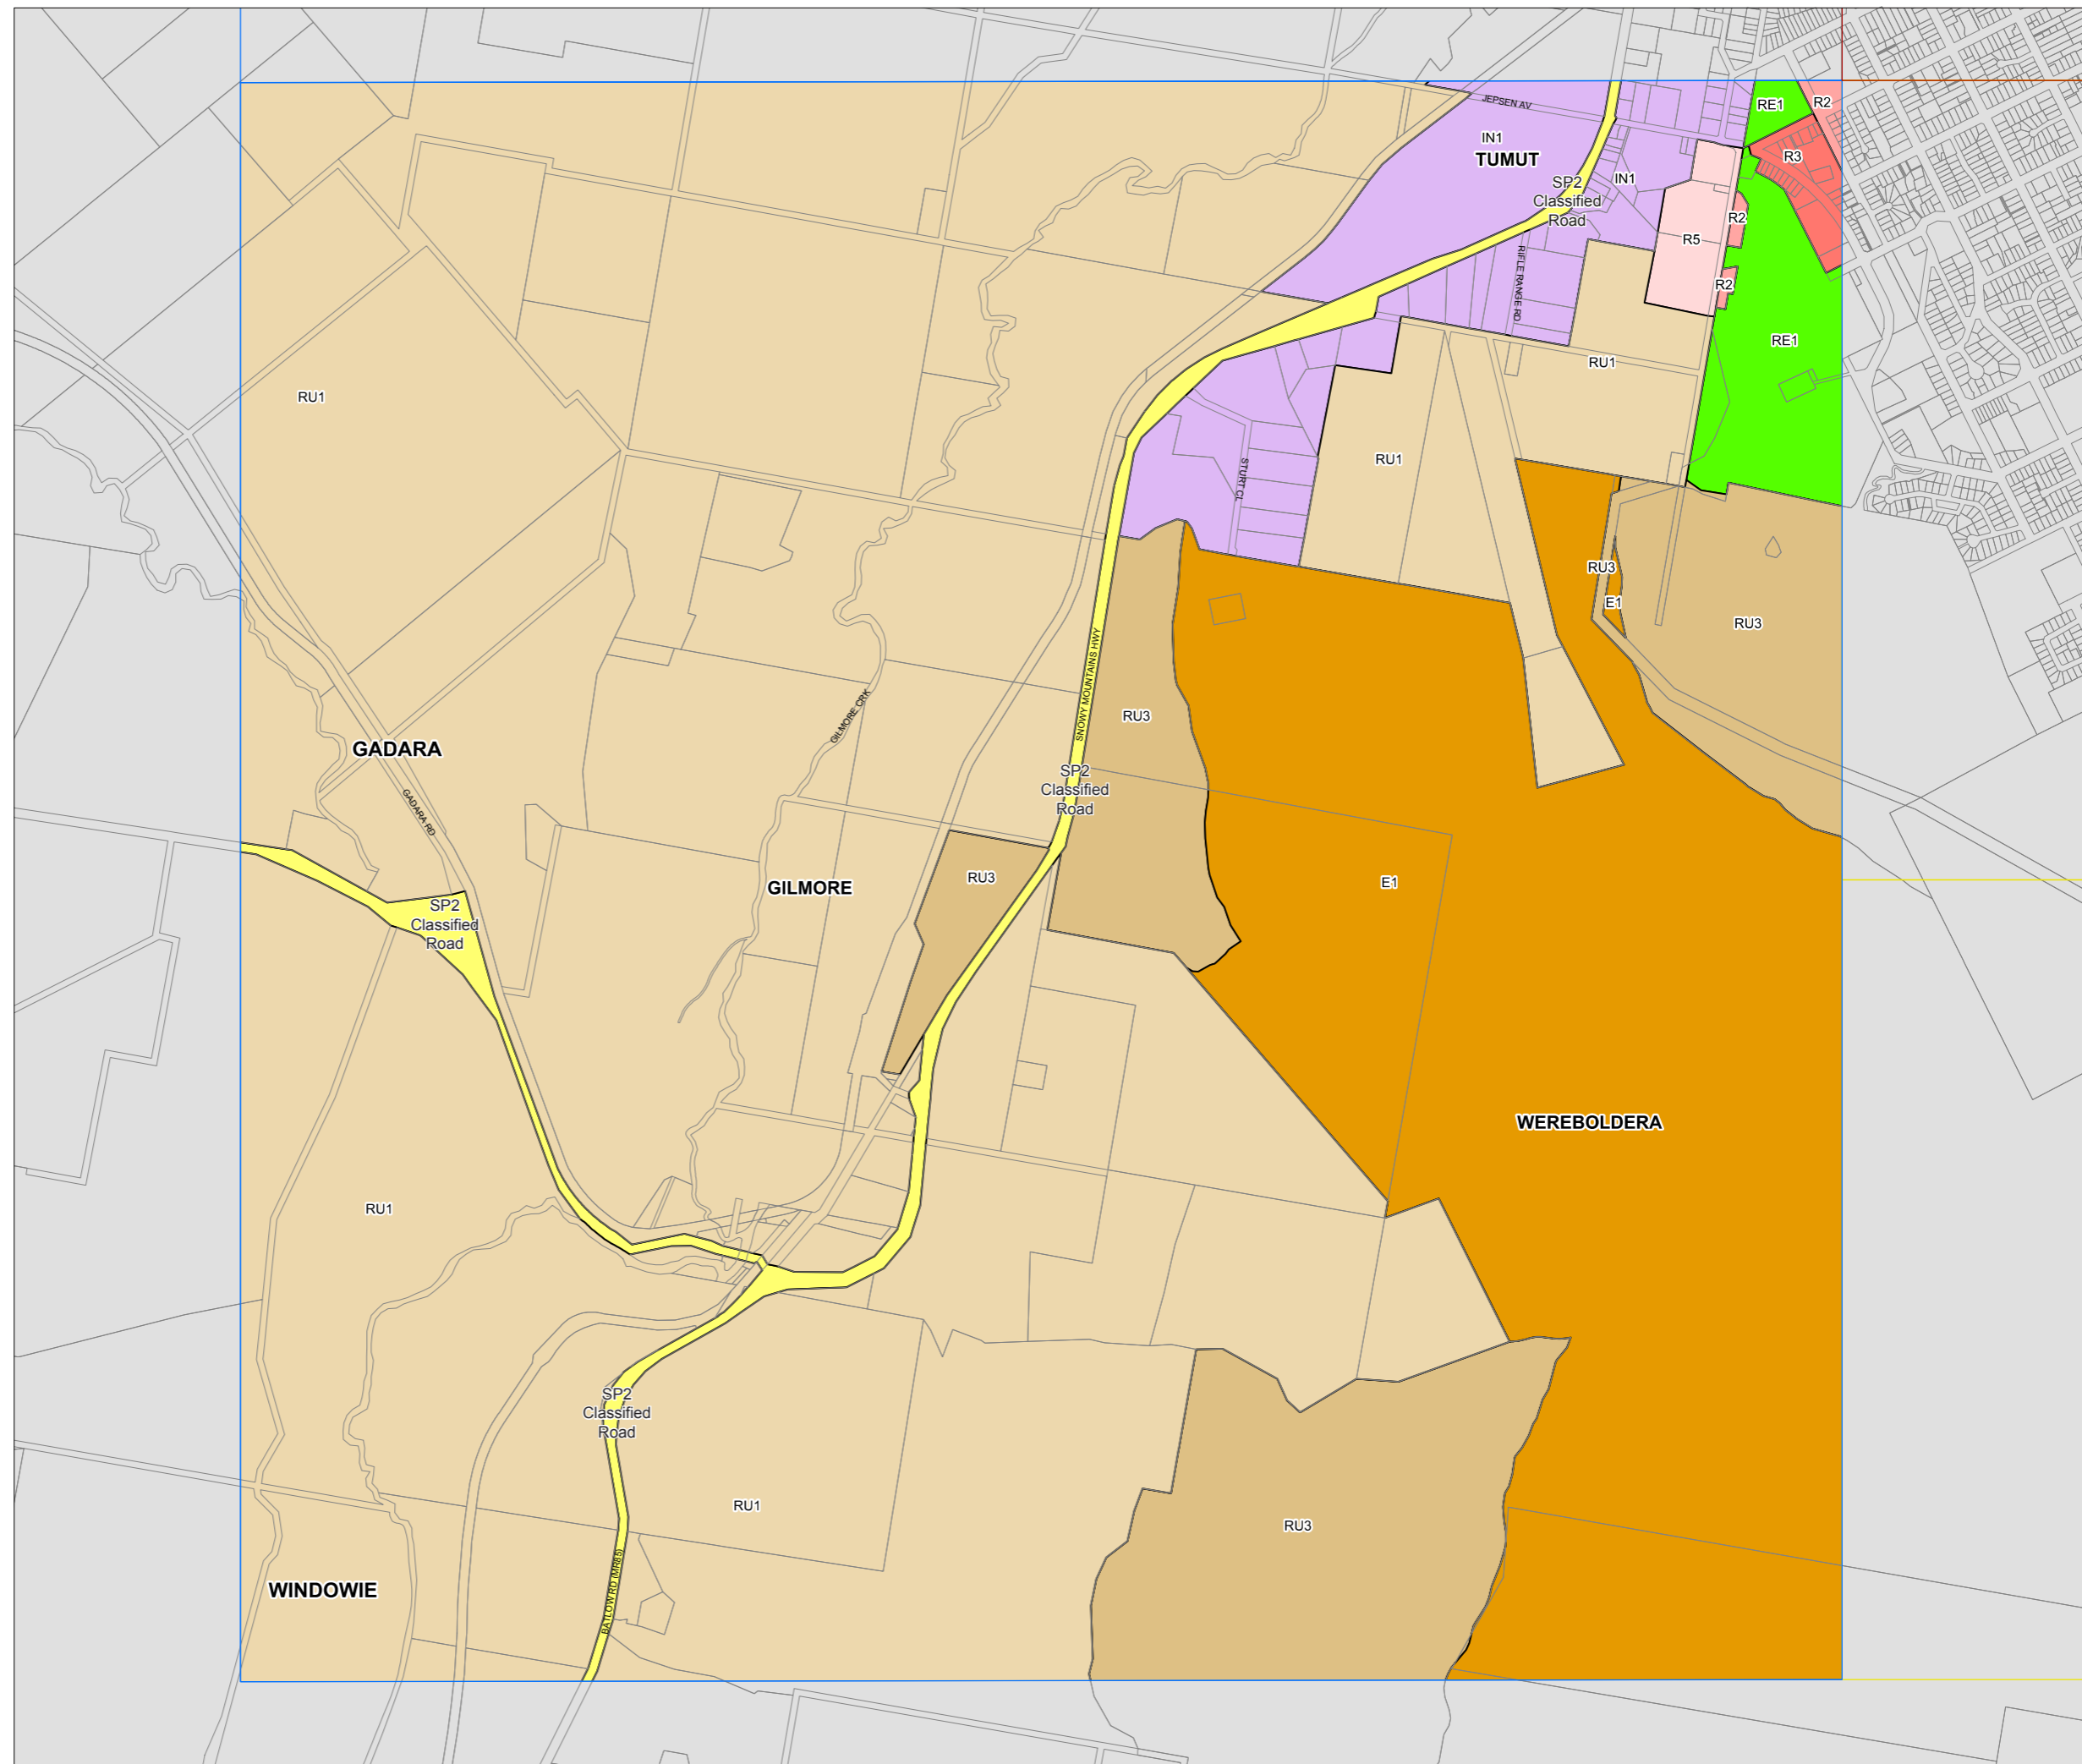 RE1
R2
JEPSEN AV
IN1
TUMUT
R3
IN1
SP2
Classified
Road
R2
R5
RIFLE RANGE RD
R2
RE1
RU1
RU1
RU1
STURT CL
RU3
E1
RU3
SNOWY MOUNTAINS HWY
GILMORE CRK
RU3
GADARA
SP2
Classified
Road
GADARA RD
RU3
E1
GILMORE
SP2
Classified
Road
WEREBOLDERA
RU1
SP2
Classified
Road
RU1
RU3
BATLOW RD (MR85)
WINDOWIE